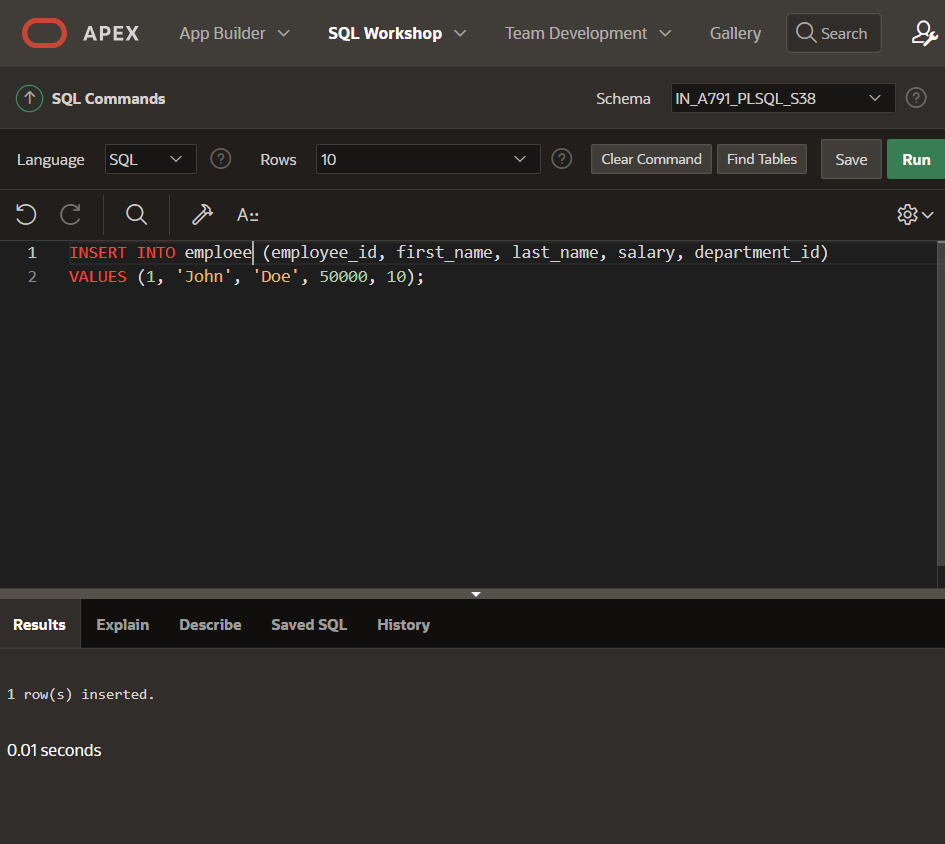 APEX App Builder SQL Workshop Team Development Gallery Search
SQL Commands Schema IN_A791_PLSQL_S38 ?
Language SQL ? Rows 10 ? Clear Command Find Tables Save Run
A::
1 INSERT INTO emploee (employee_id, first_name, last_name, salary, department_id)
2 VALUES (1, 'John', 'Doe', 50000, 10);
Results Explain Describe Saved SQL History
1 row(s) inserted.
0.01 seconds